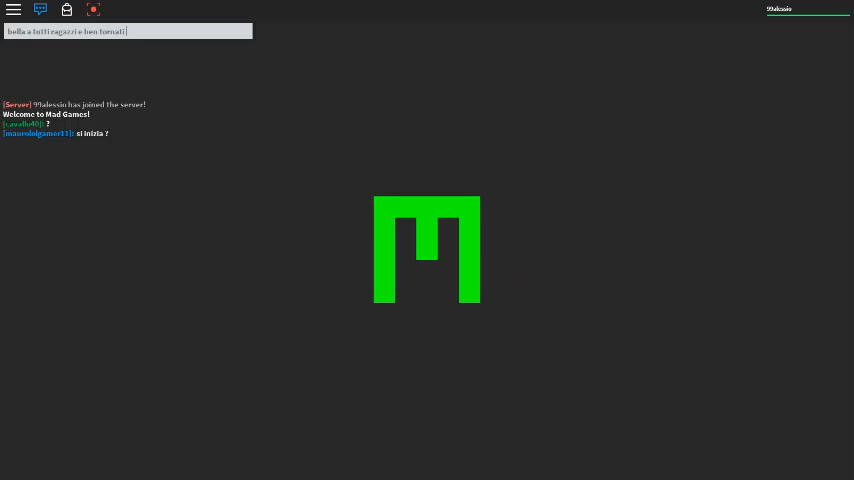 99alessio
bella a tutti ragazzi e ben tornati
[Server] 99alessio has joined the server!
Welcome to Mad Games!
[cavallo40]: ?
[maurololgamer11]: si inizia ?